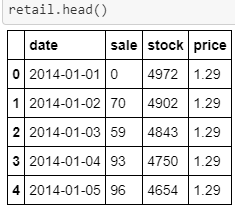 retail.head()
date sale stock price
0 2014-01-01 0 4972 1.29
1 2014-01-02 70 4902 1.29
2 2014-01-03 59 4843 1.29
3 2014-01-04 93 4750 1.29
4 2014-01-05 96 4654 1.29